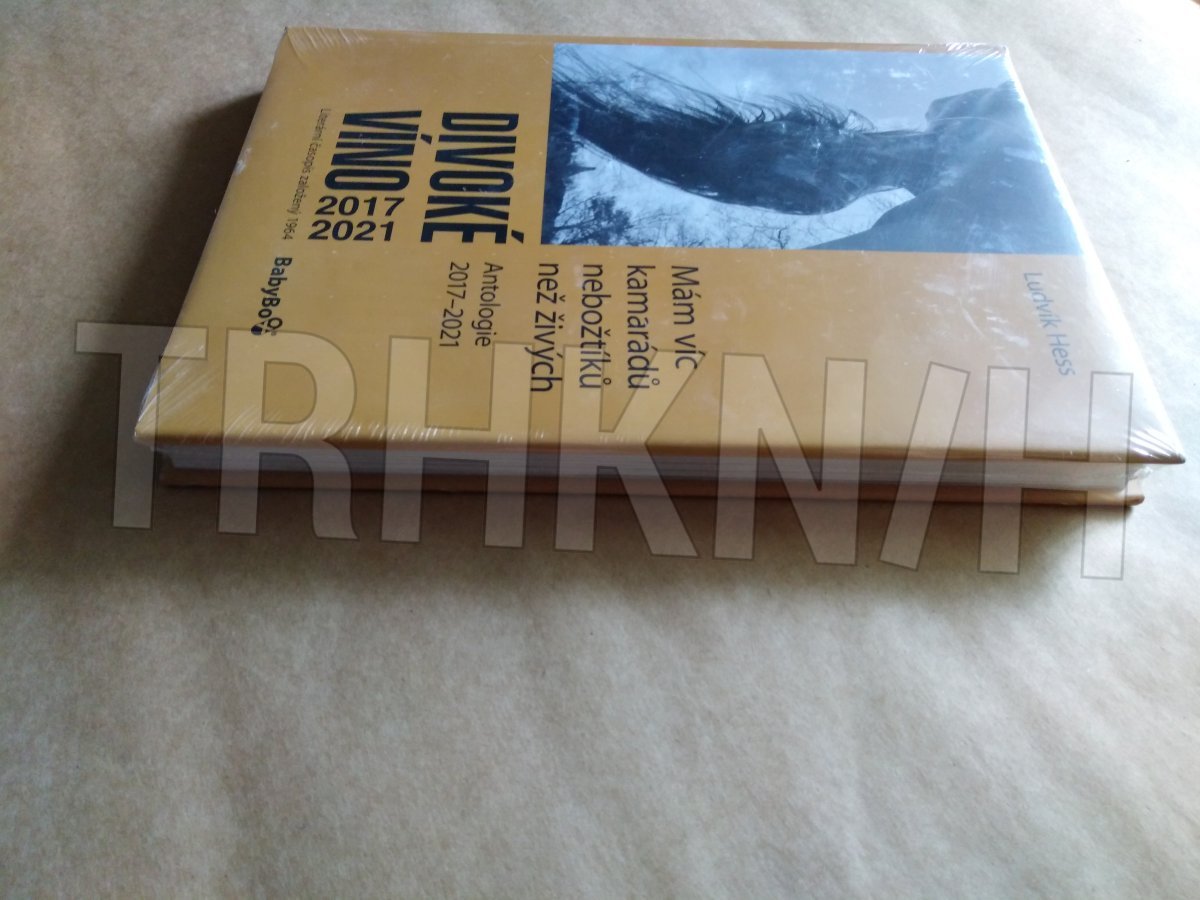 Ludvík Hess
Mám víc
kamarádů
nebožtíků
než živých
Antologie
2017–2021
DIVOKÉ
VÍNO
2017
2021
Literární časopis založený 1964
BabyBox
TRHKNIH